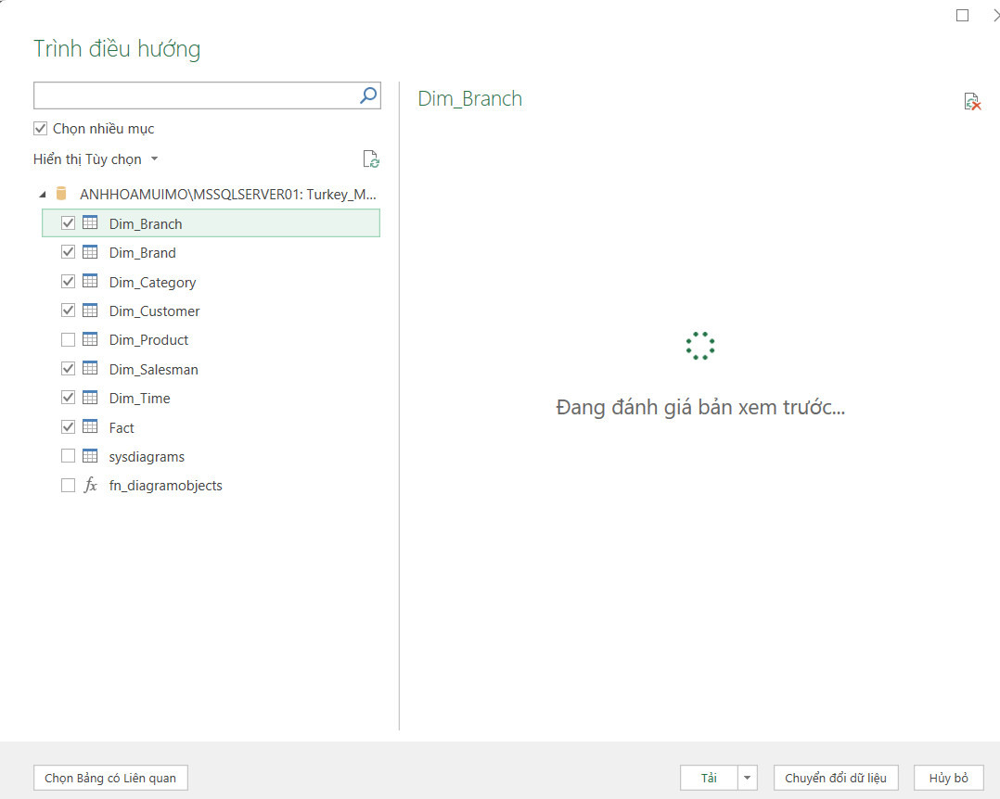 Trình điều hướng
Chọn nhiều mục
Hiển thị Tùy chọn
ANHHOAMUIMO\MSSQLSERVER01: Turkey_M...
Dim_Branch
Dim_Brand
Dim_Category
Dim_Customer
Dim_Product
Dim_Salesman
Dim_Time
Fact
sysdiagrams
fx fn_diagramobjects
Dim_Branch
Đang đánh giá bản xem trước...
Chọn Bảng có Liên quan
Tải
Chuyển đổi dữ liệu
Hủy bỏ